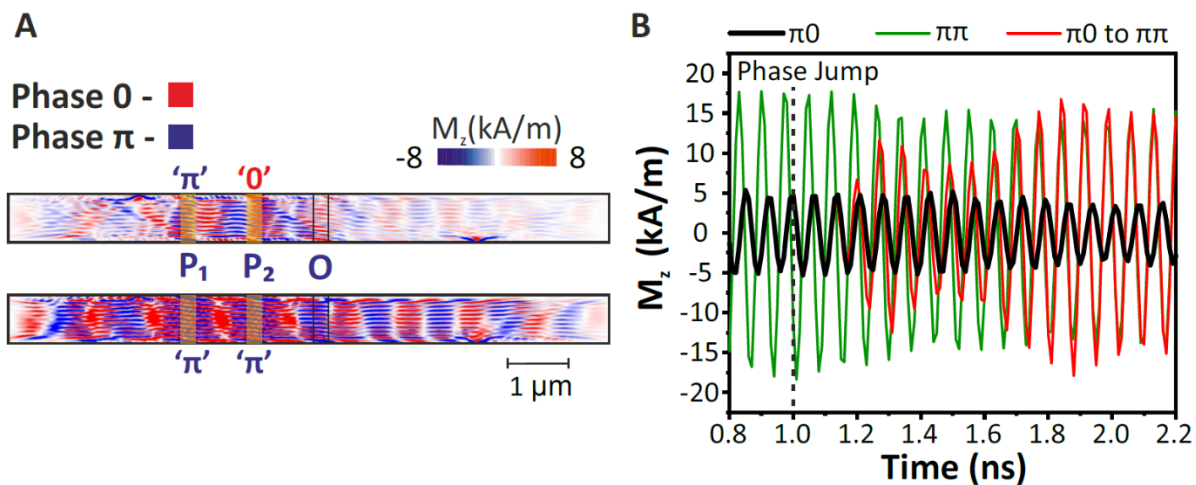 A
Phase 0 -
Phase π -
M_z(kA/m)
-8 8
'π' '0'
P₁ P₂ O
'π' 'π'
1 μm
B
π0 ππ π0 to ππ
Phase Jump
M_z (kA/m)
20
15
10
5
0
-5
-10
-15
-20
0.8 1.0 1.2 1.4 1.6 1.8 2.0 2.2
Time (ns)